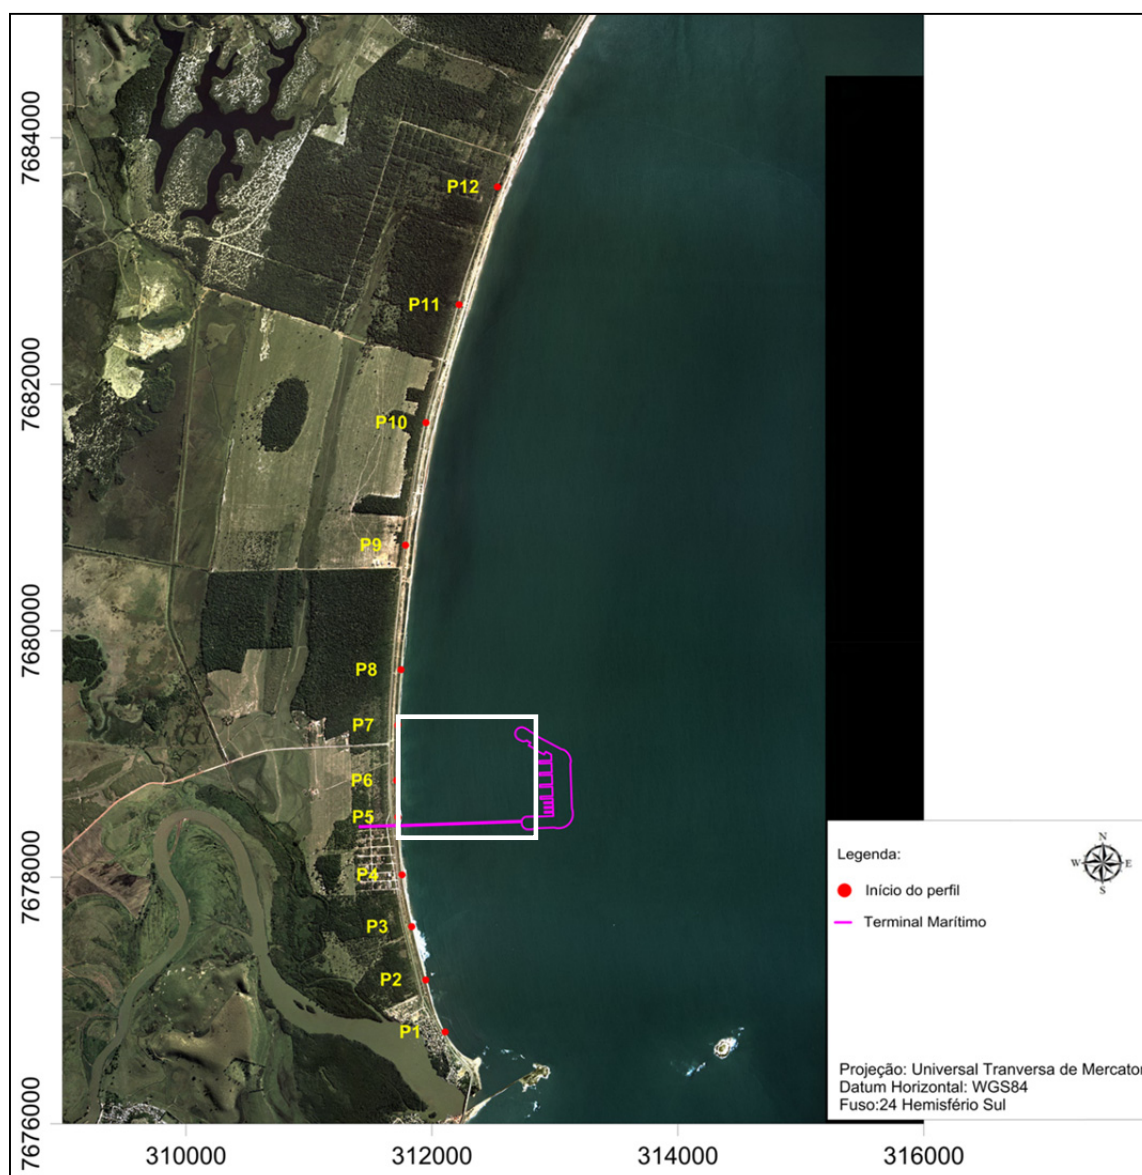 7684000
P12
P11
7682000
P10
P9
7680000
P8
P7
P6
P5
7678000
P4
P3
P2
P1
7676000
310000
312000
314000
316000
Legenda:
Início do perfil
Terminal Marítimo
N
W
E
S
Projeção: Universal Tranversa de Mercator
Datum Horizontal: WGS84
Fuso:24 Hemisfério Sul